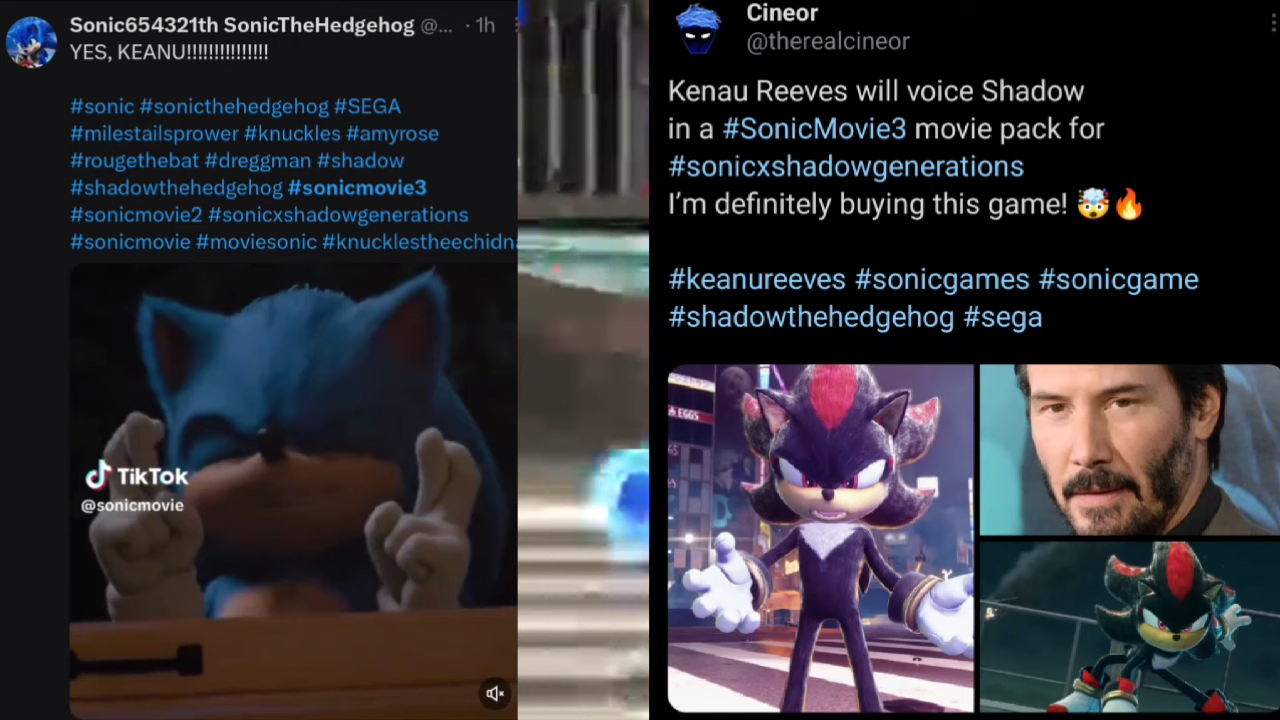 Sonic654321th SonicTheHedgehog @... · 1h
YES, KEANU!!!!!!!!!!!!!!!
#sonic #sonicthehedgehog #SEGA
#milestailsprower #knuckles #amyrose
#rougethebat #dreggman #shadow
#shadowthehedgehog #sonicmovie3
#sonicmovie2 #sonicxshadowgenerations
#sonicmovie #moviesonic #knucklestheechidn
TikTok
@sonicmovie
Cineor
@therealcineor
Kenau Reeves will voice Shadow
in a #SonicMovie3 movie pack for
#sonicxshadowgenerations
I'm definitely buying this game! 🤯🔥
#keanureeves #sonicgames #sonicgame
#shadowthehedgehog #sega
EGGS